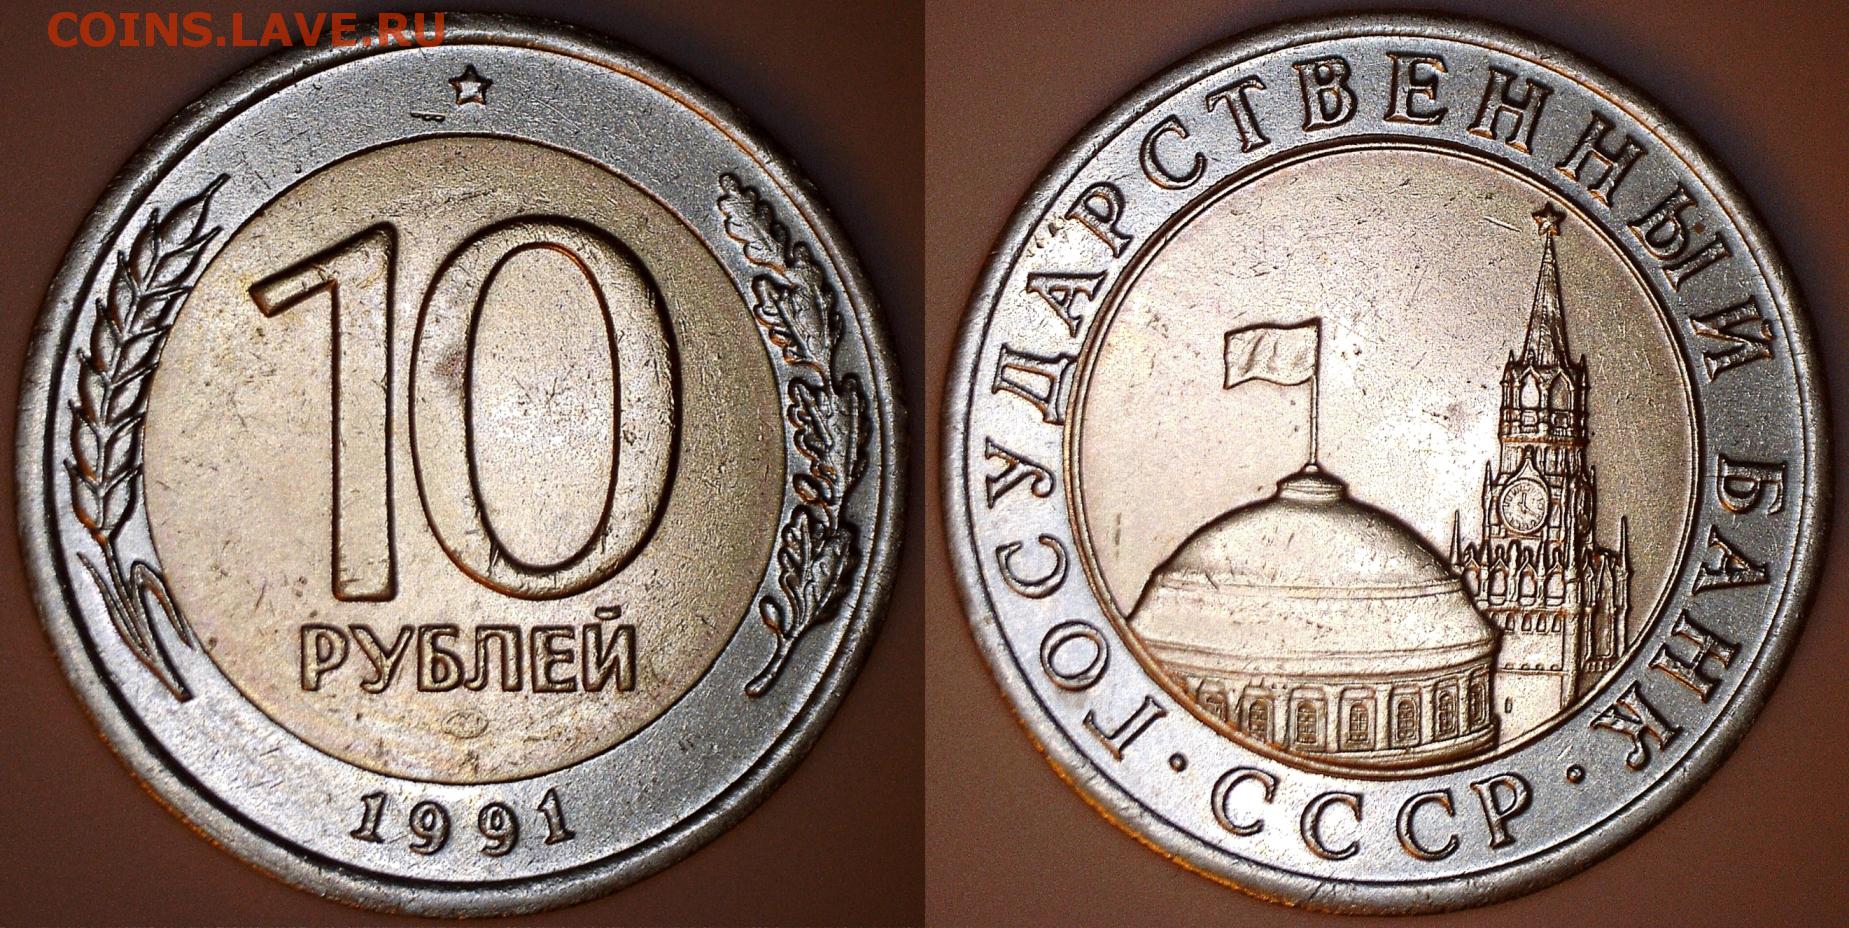 COINS.LAVE.RU
10
РУБЛЕЙ
1991
ГОСУДАРСТВЕННЫЙ БАНК
· СССР ·